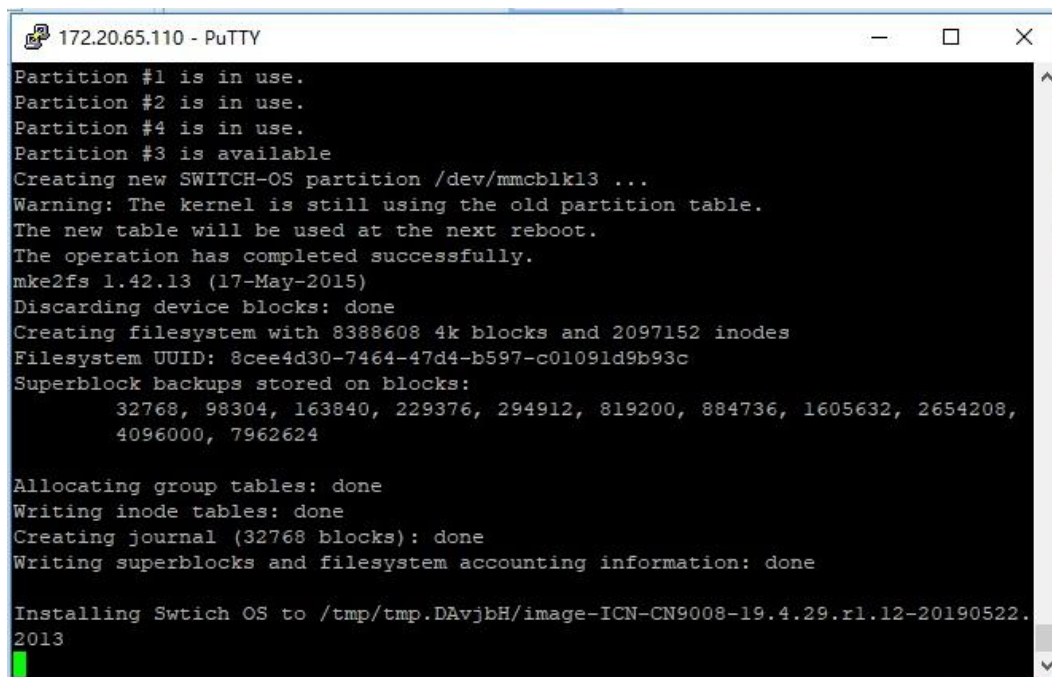 172.20.65.110 - PuTTY
Partition #1 is in use.
Partition #2 is in use.
Partition #4 is in use.
Partition #3 is available
Creating new SWITCH-OS partition /dev/mmcblk13 ...
Warning: The kernel is still using the old partition table.
The new table will be used at the next reboot.
The operation has completed successfully.
mke2fs 1.42.13 (17-May-2015)
Discarding device blocks: done
Creating filesystem with 8388608 4k blocks and 2097152 inodes
Filesystem UUID: 8cee4d30-7464-47d4-b597-c01091d9b93c
Superblock backups stored on blocks:
32768, 98304, 163840, 229376, 294912, 819200, 884736, 1605632, 2654208,
4096000, 7962624
Allocating group tables: done
Writing inode tables: done
Creating journal (32768 blocks): done
Writing superblocks and filesystem accounting information: done
Installing Swtich OS to /tmp/tmp.DAvjbH/image-ICN-CN9008-19.4.29.r1.12-20190522.
2013